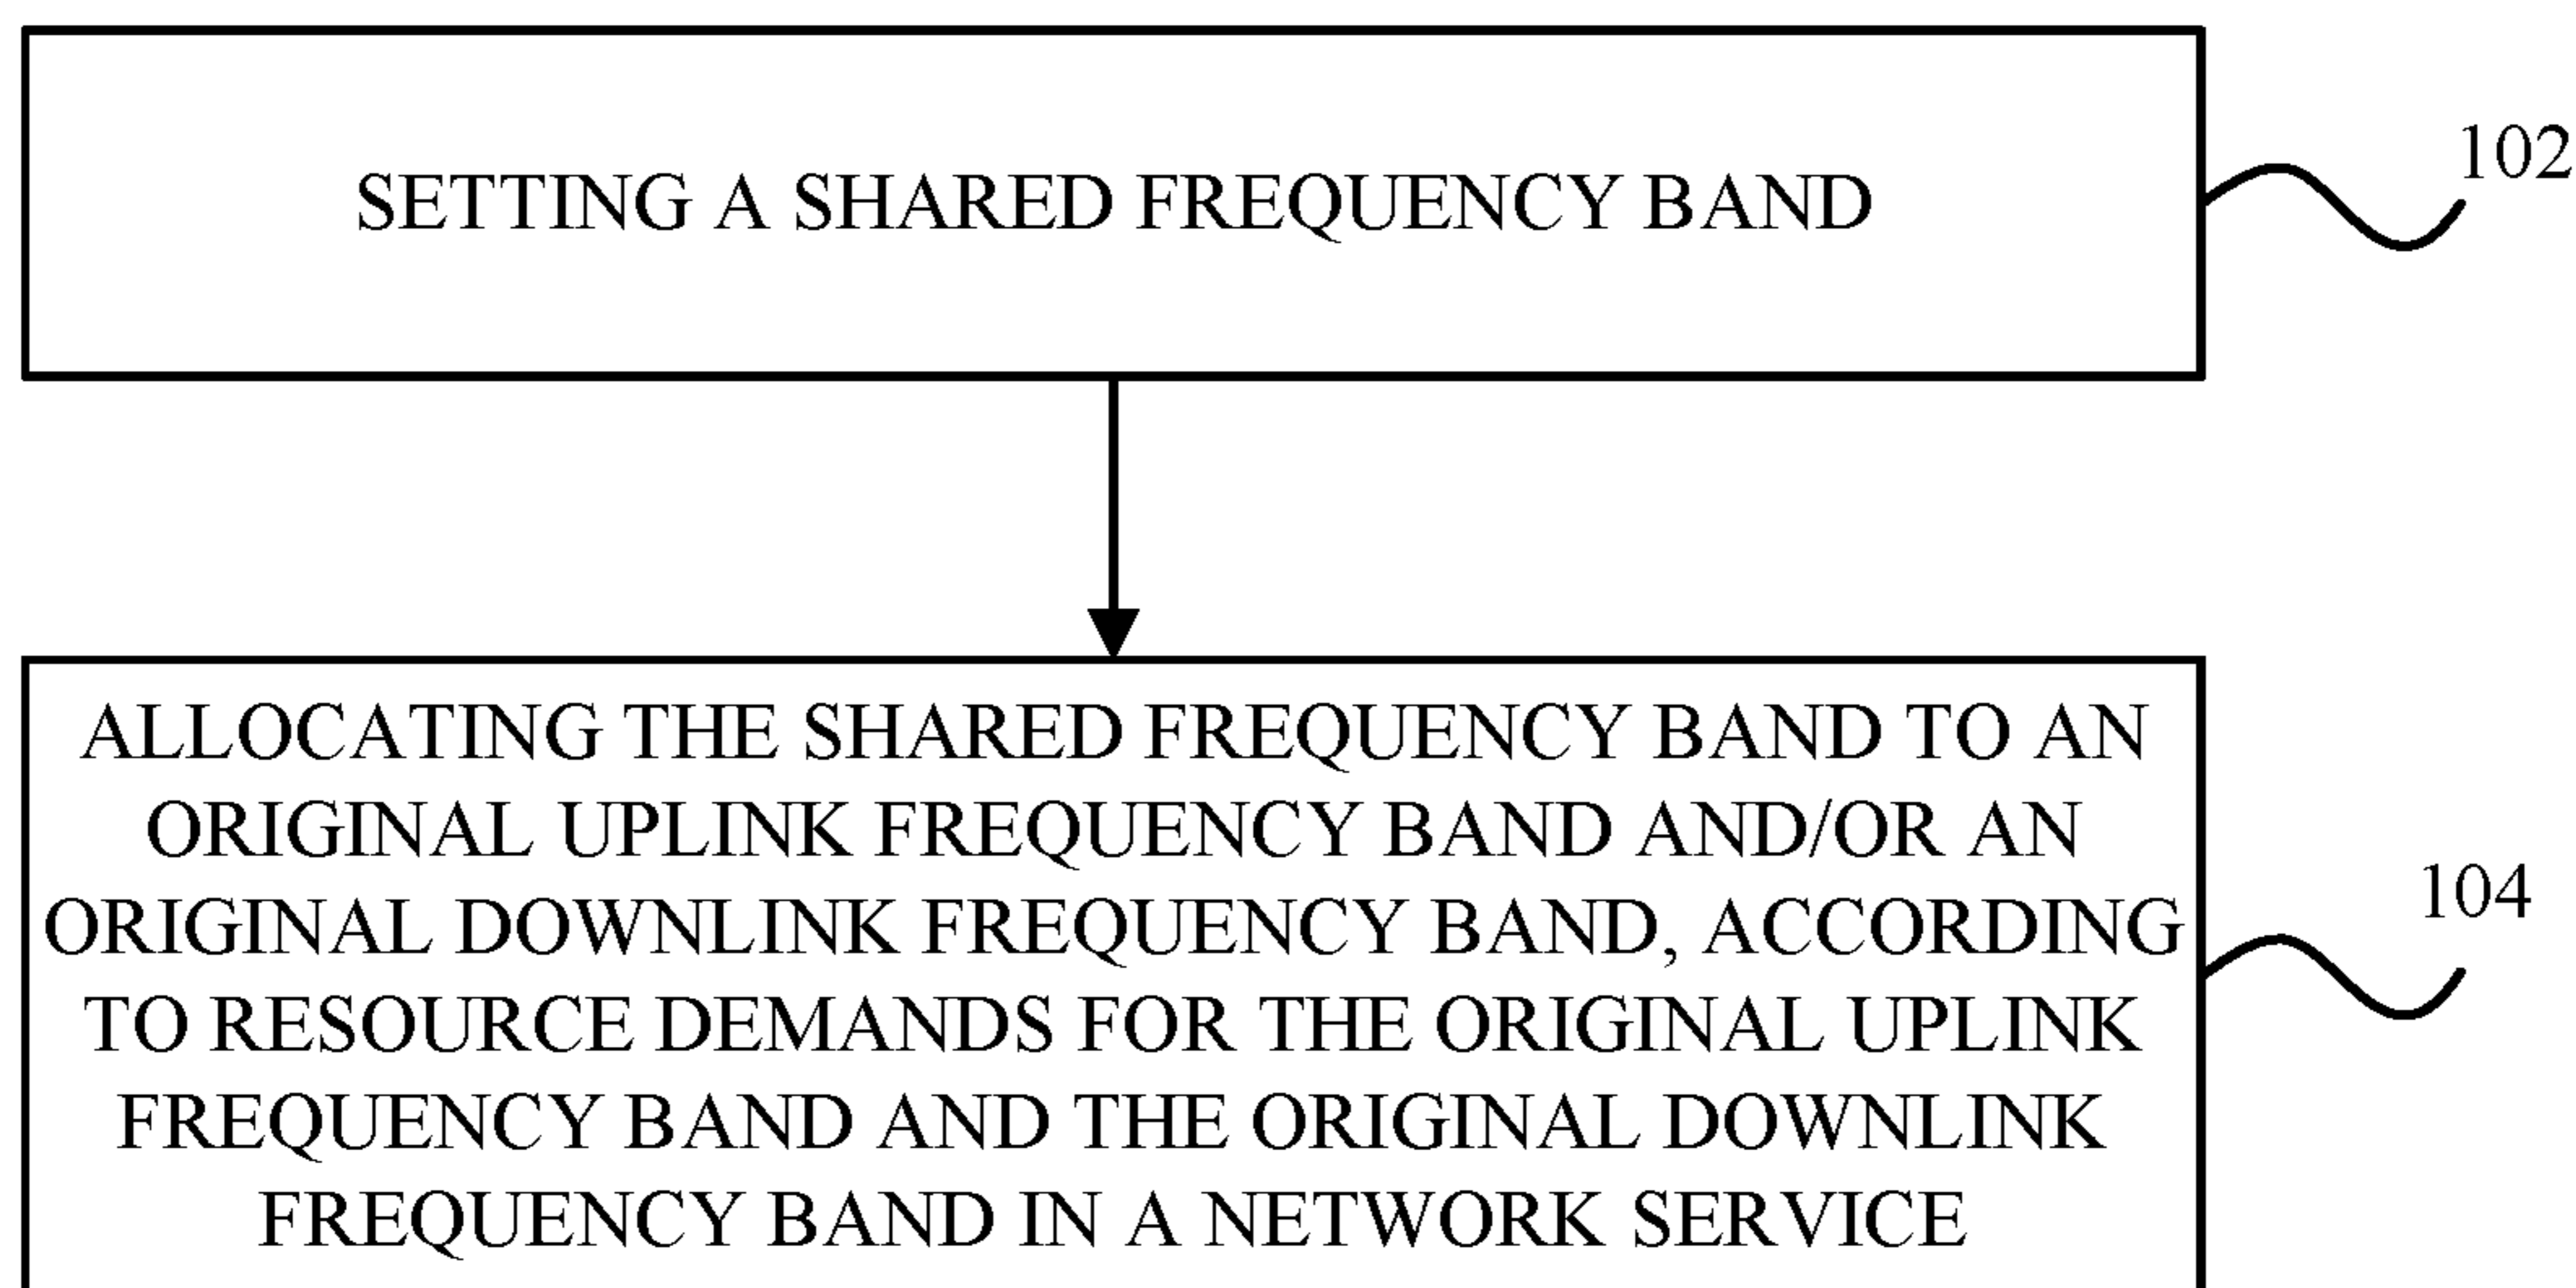 SETTING A SHARED FREQUENCY BAND
102
ALLOCATING THE SHARED FREQUENCY BAND TO AN
ORIGINAL UPLINK FREQUENCY BAND AND/OR AN
ORIGINAL DOWNLINK FREQUENCY BAND, ACCORDING
TO RESOURCE DEMANDS FOR THE ORIGINAL UPLINK
FREQUENCY BAND AND THE ORIGINAL DOWNLINK
FREQUENCY BAND IN A NETWORK SERVICE
104